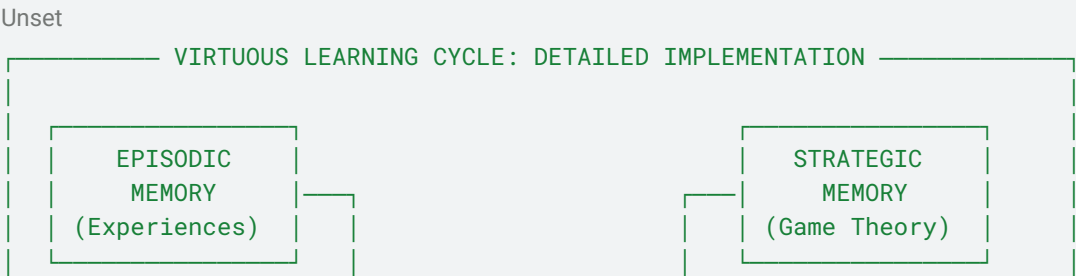 Unset
VIRTUOUS LEARNING CYCLE: DETAILED IMPLEMENTATION
EPISODIC STRATEGIC
MEMORY MEMORY
(Experiences) (Game Theory)